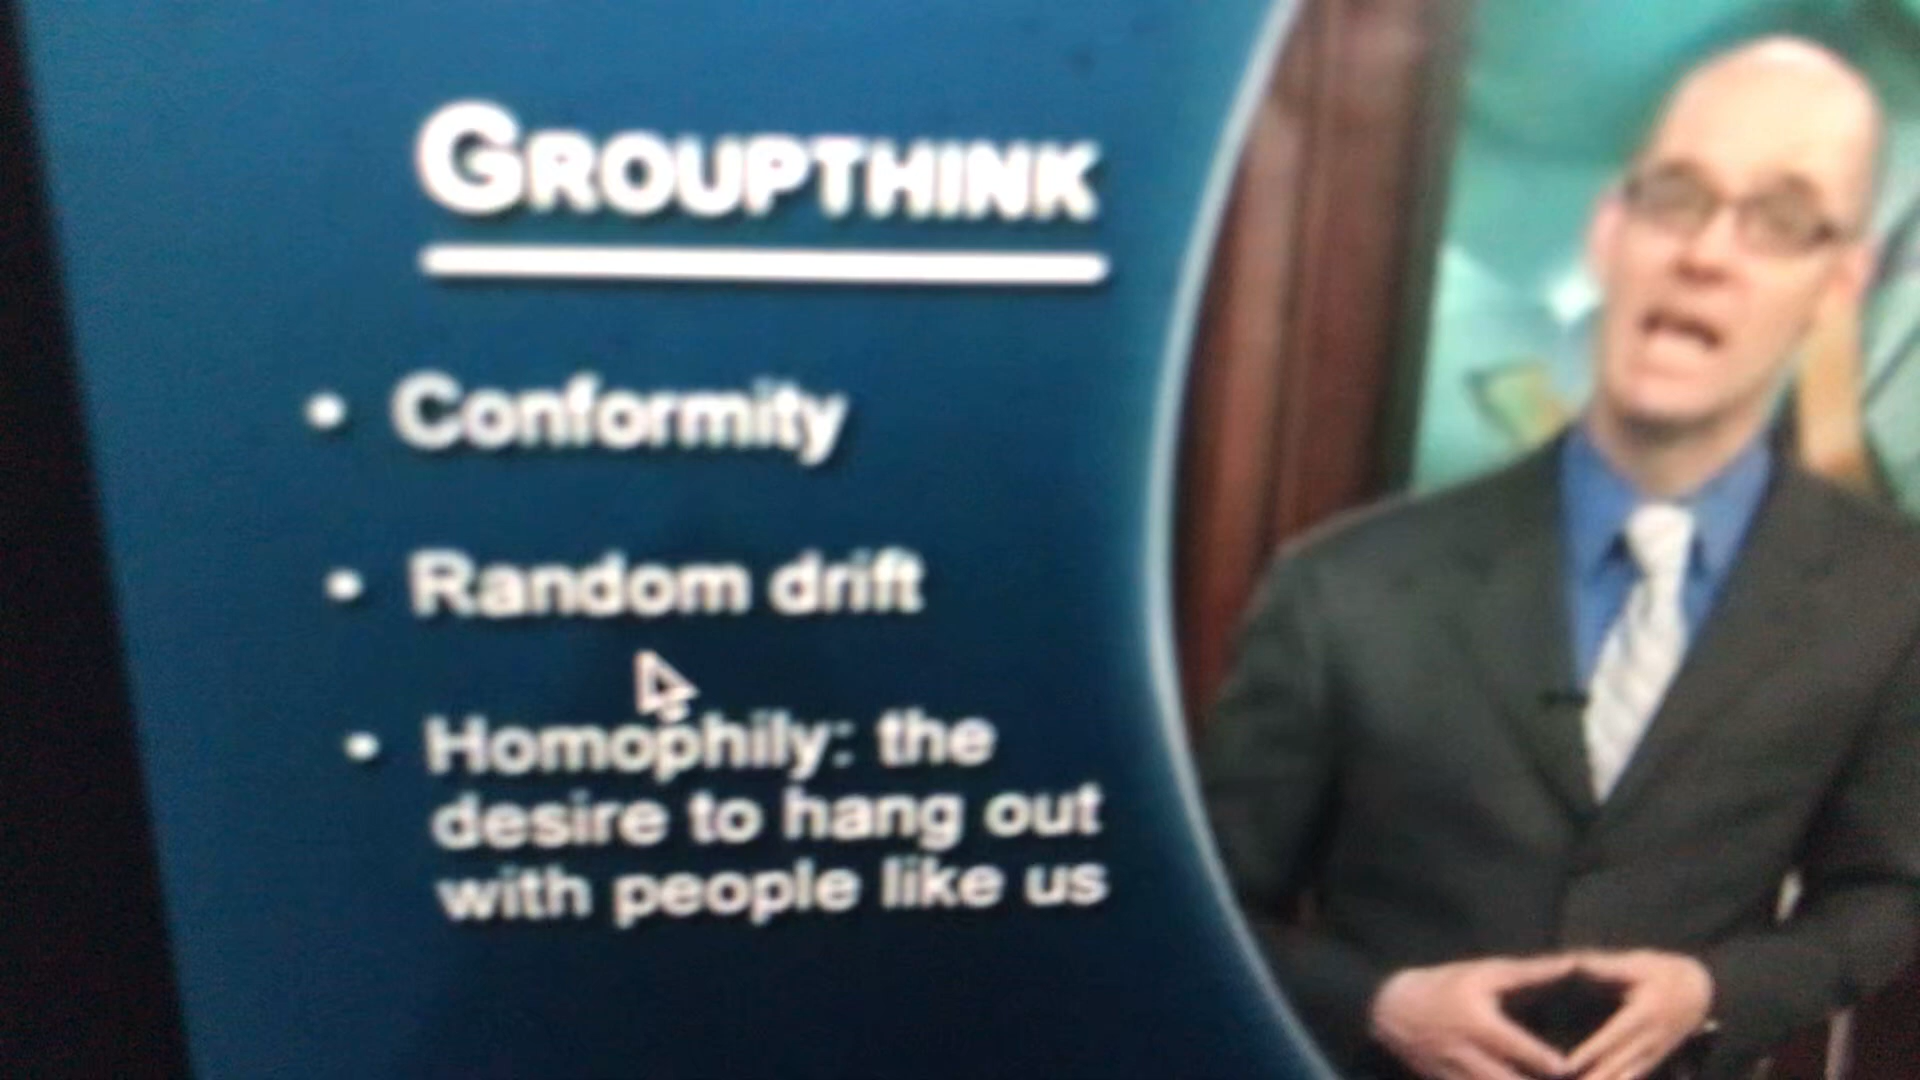 GROUPTHINK
• Conformity
• Random drift
• Homophily: the
desire to hang out
with people like us